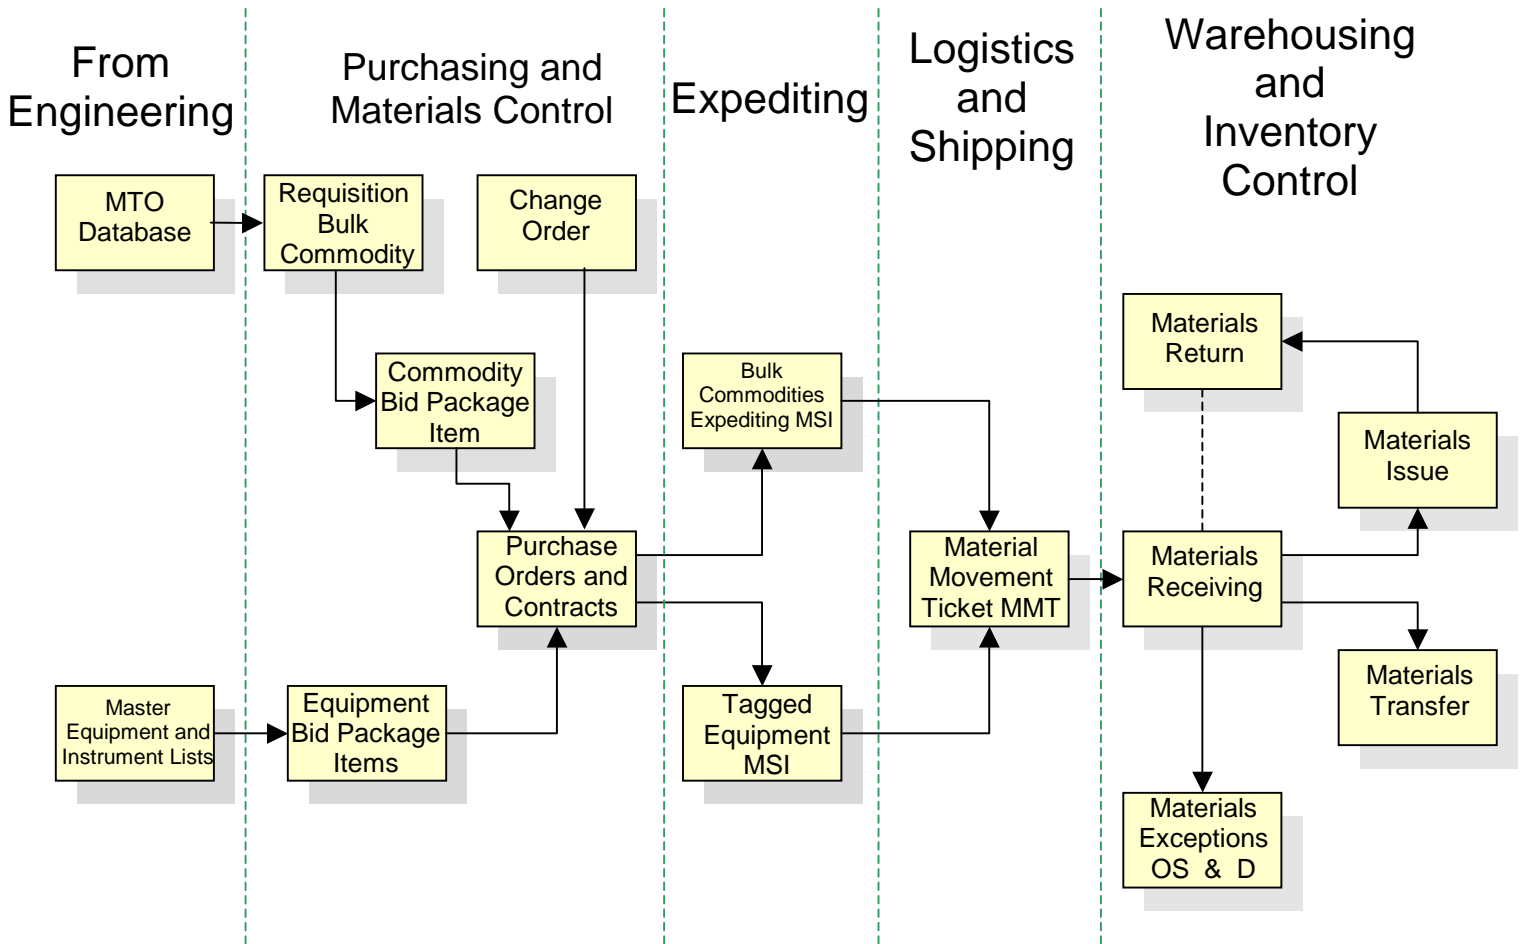 From
Engineering
Purchasing and
Materials Control
Expediting
Logistics
and
Shipping
Warehousing
and
Inventory
Control
MTO
Database
Requisition
Bulk
Commodity
Change
Order
Commodity
Bid Package
Item
Purchase
Orders and
Contracts
Master
Equipment and
Instrument Lists
Equipment
Bid Package
Items
Bulk
Commodities
Expediting MSI
Tagged
Equipment
MSI
Material
Movement
Ticket MMT
Materials
Return
Materials
Issue
Materials
Receiving
Materials
Transfer
Materials
Exceptions
OS & D